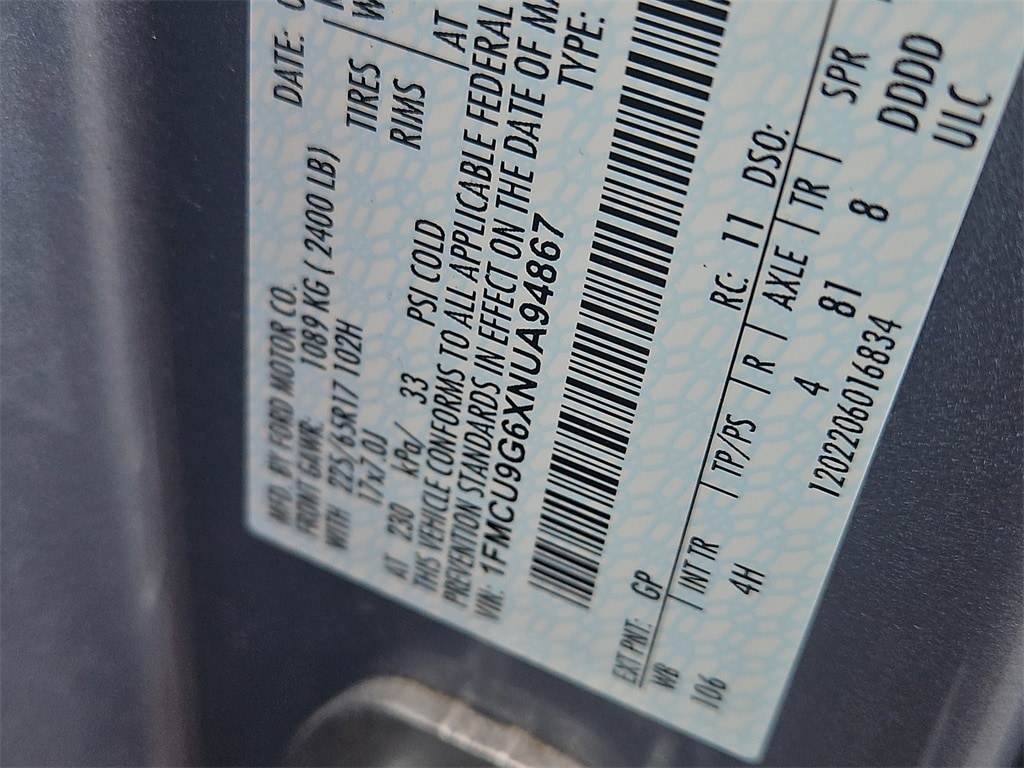 MFD. BY FORD MOTOR CO.
DATE:
FRONT GAWR: 1089 KG ( 2400 LB)
WITH 225/65R17 102H
TIRES
17x7.0J
RIMS
AT 230 kPa/ 33 PSI COLD
AT
THIS VEHICLE CONFORMS TO ALL APPLICABLE FEDERAL
PREVENTION STANDARDS IN EFFECT ON THE DATE OF
VIN: 1FMCU9G6XNUA94867
TYPE:
EXT PNT: GP RC: 11 DSO:
WB | INT TR | TP/PS | R | AXLE | TR | SPR
106 4H 4 81 8 DDDD
1202206016834 ULC